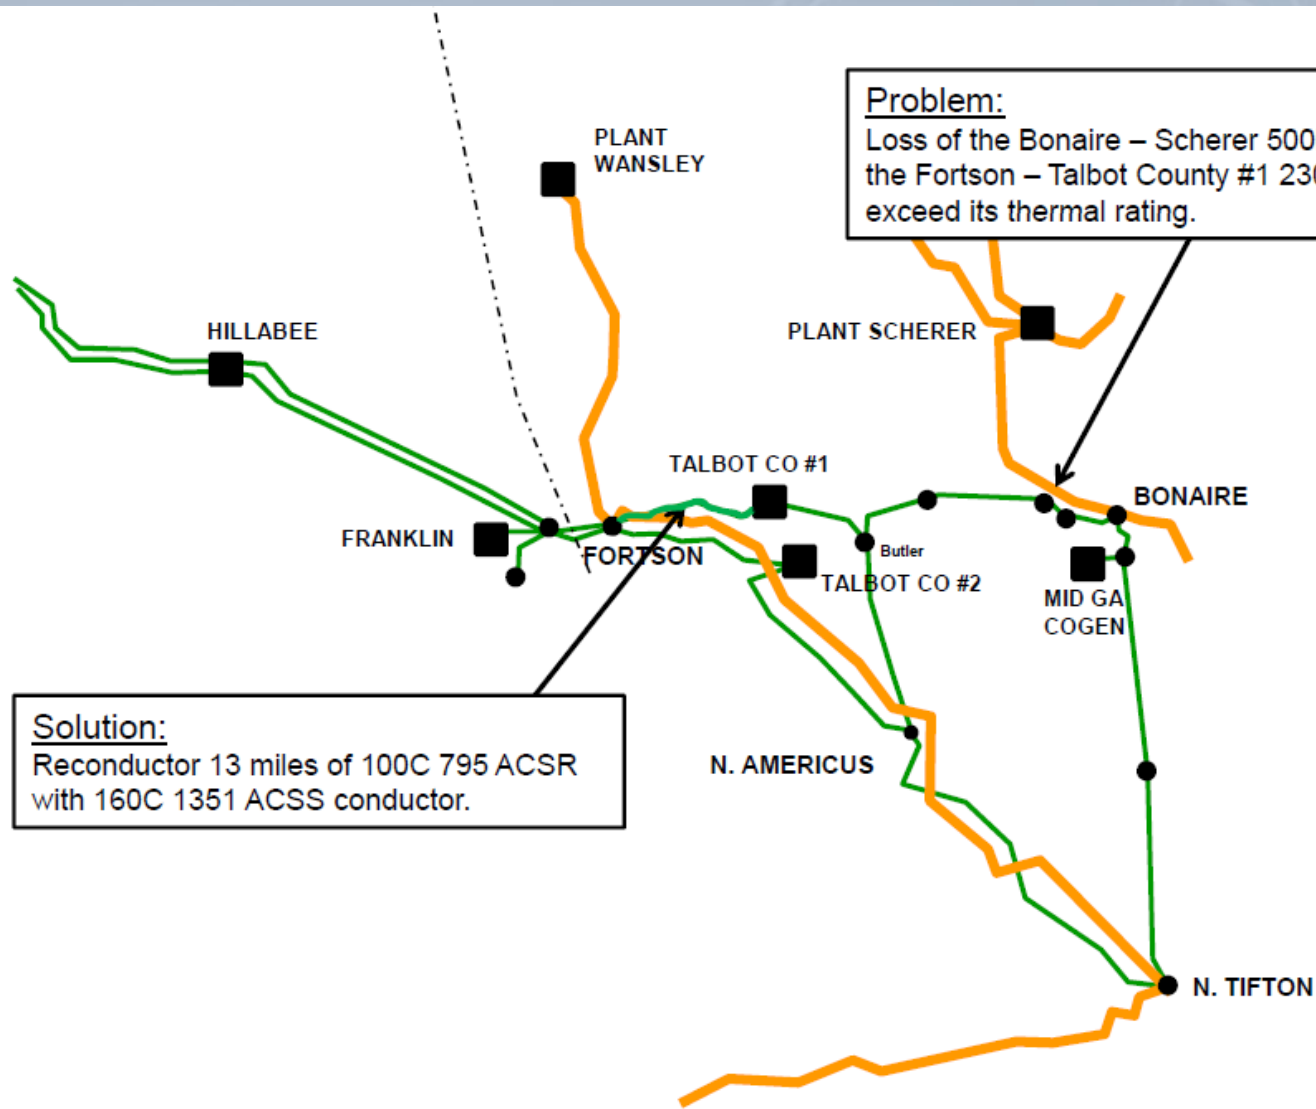 PLANT
WANSLEY
Problem:
Loss of the Bonaire – Scherer 500
the Fortson – Talbot County #1 230
exceed its thermal rating.
HILLABEE
PLANT SCHERER
TALBOT CO #1
BONAIRE
FRANKLIN
FORTSON
Butler
TALBOT CO #2
MID GA
COGEN
Solution:
Reconductor 13 miles of 100C 795 ACSR
with 160C 1351 ACSS conductor.
N. AMERICUS
N. TIFTON